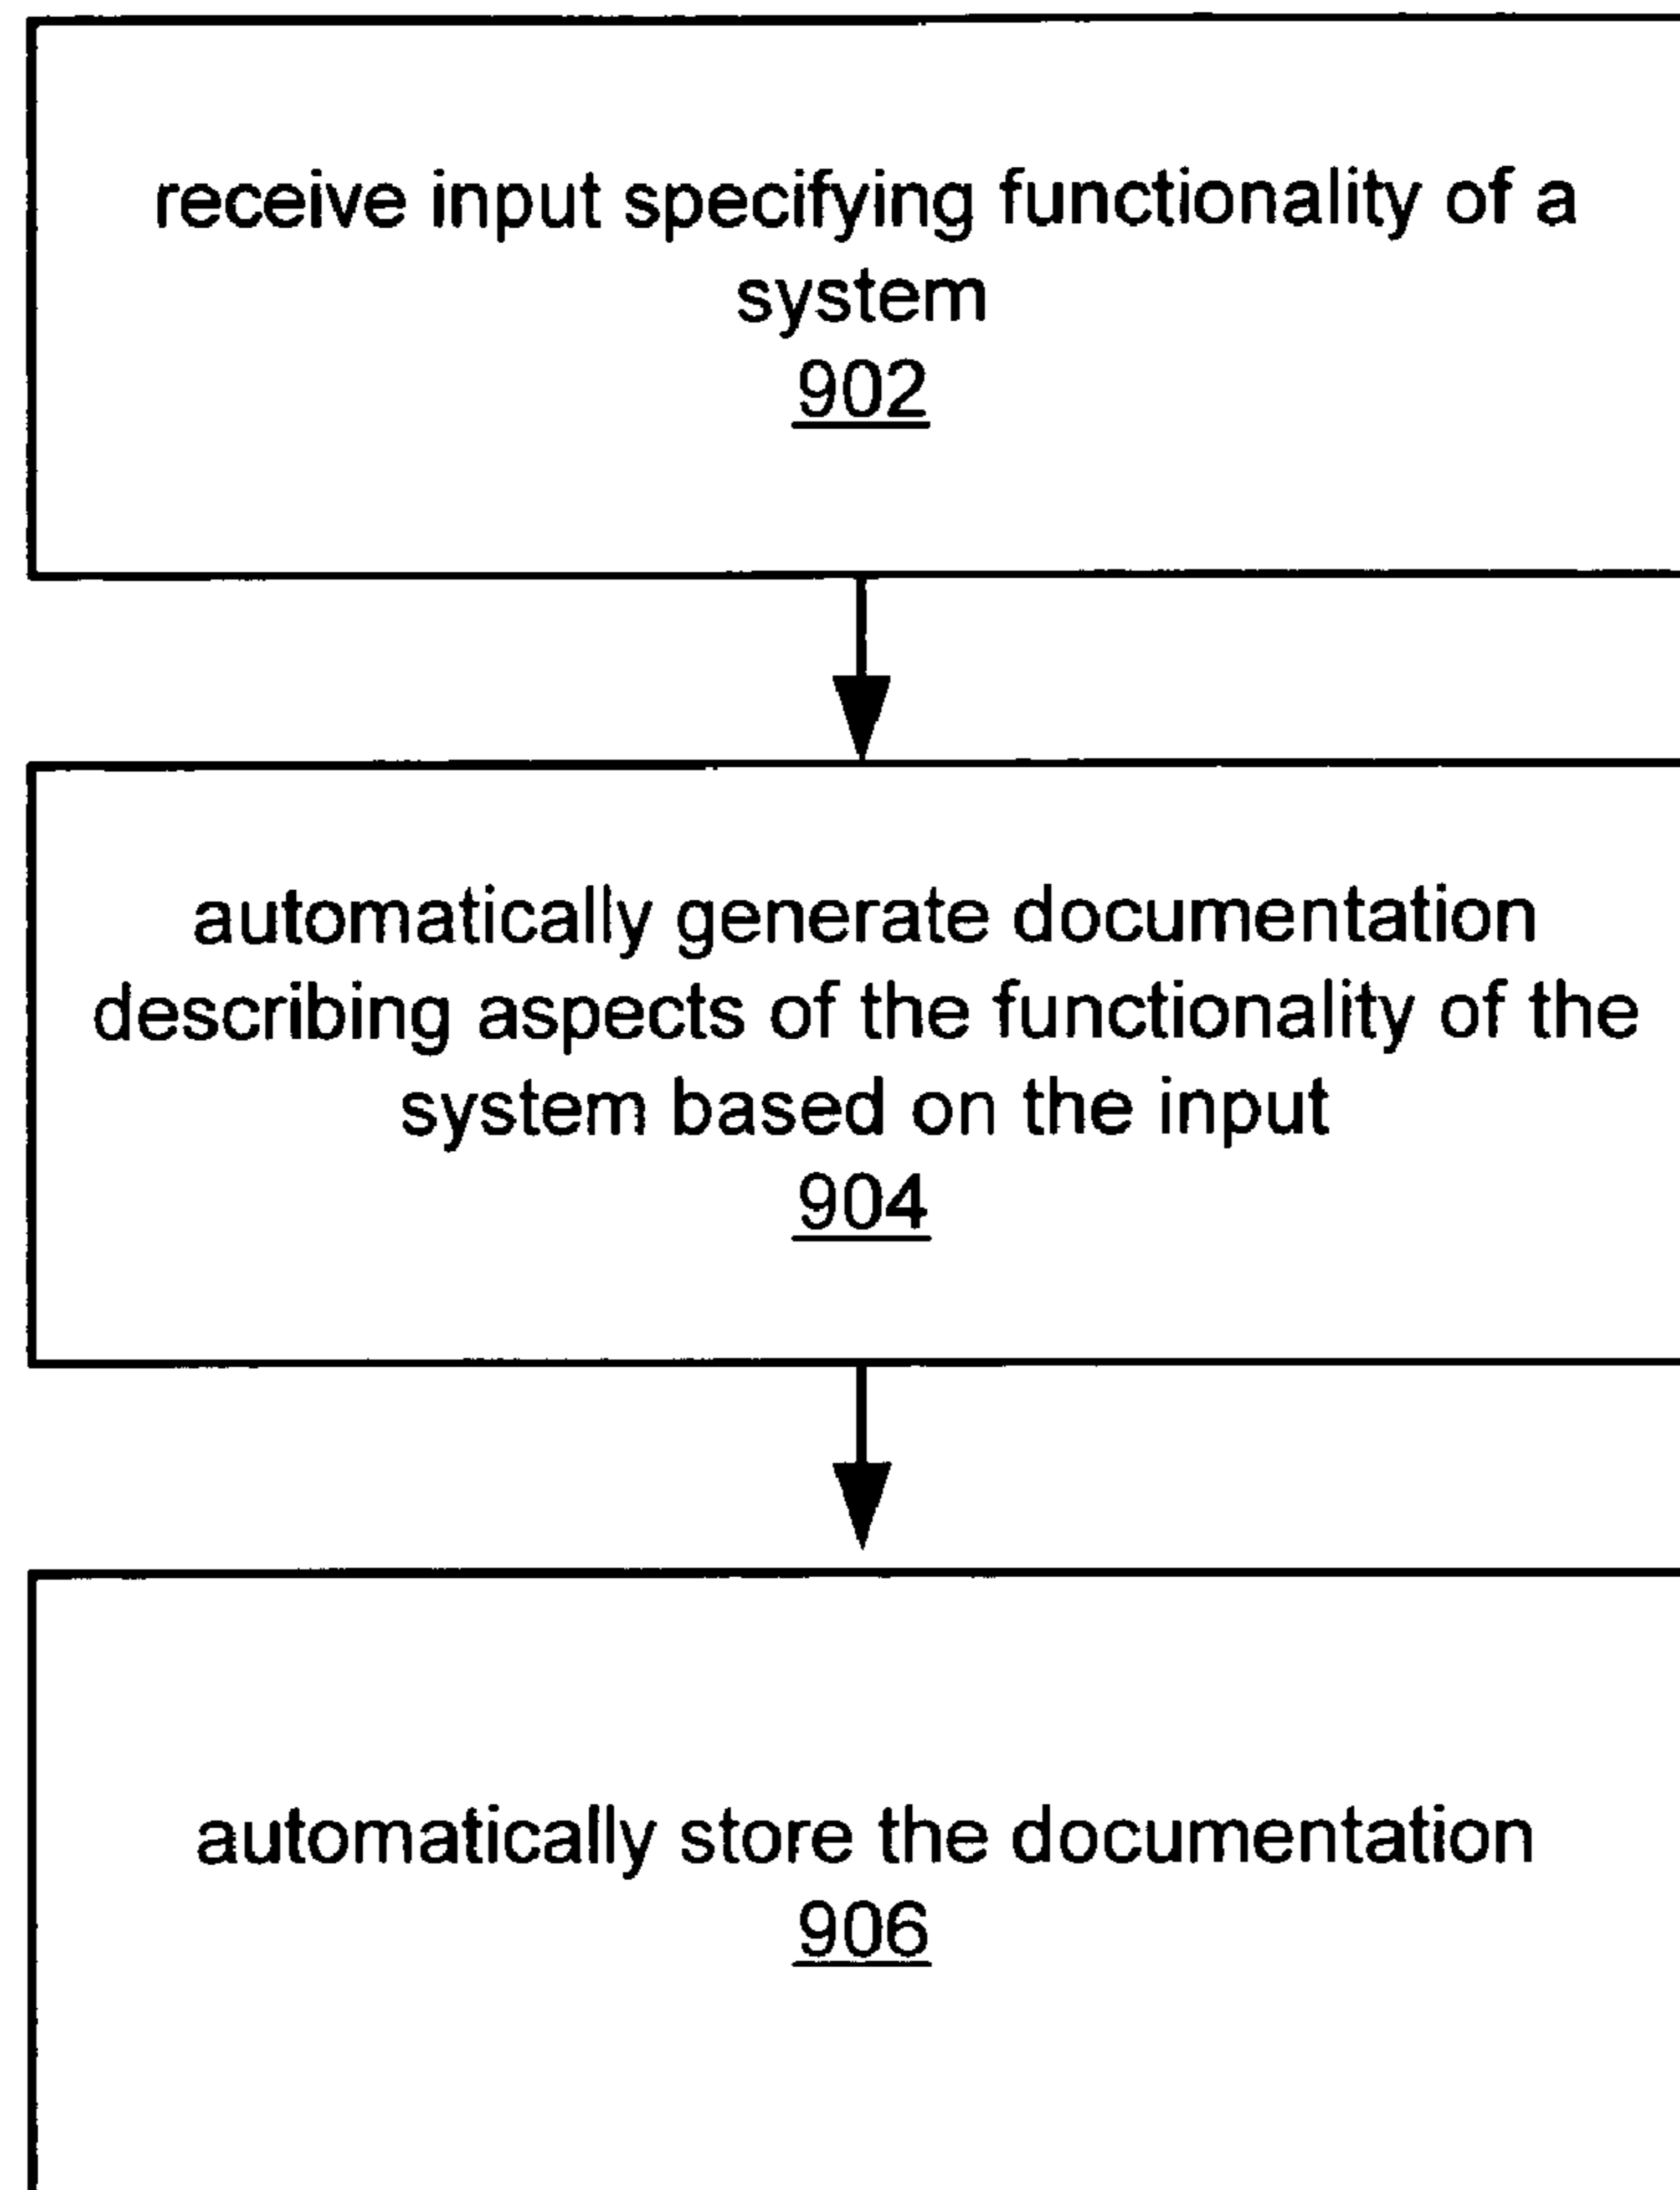 receive input specifying functionality of a
system
902
automatically generate documentation
describing aspects of the functionality of the
system based on the input
904
automatically store the documentation
906